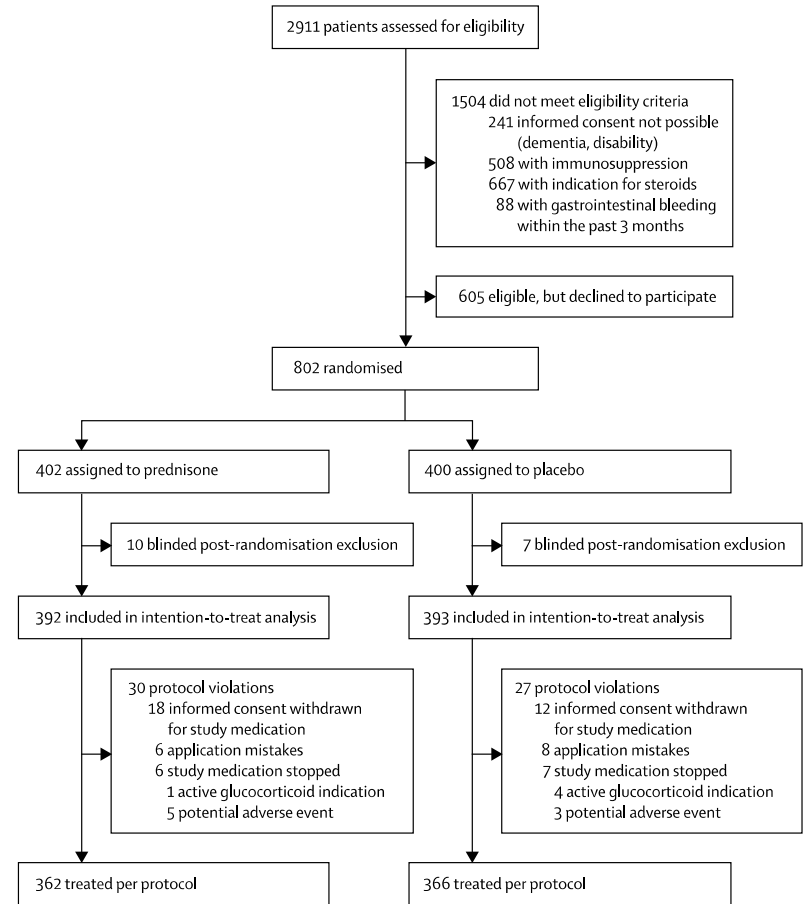 2911 patients assessed for eligibility
1504 did not meet eligibility criteria
241 informed consent not possible
(dementia, disability)
508 with immunosuppression
667 with indication for steroids
88 with gastrointestinal bleeding
within the past 3 months
605 eligible, but declined to participate
802 randomised
402 assigned to prednisone
400 assigned to placebo
10 blinded post-randomisation exclusion
7 blinded post-randomisation exclusion
392 included in intention-to-treat analysis
393 included in intention-to-treat analysis
30 protocol violations
18 informed consent withdrawn
for study medication
6 application mistakes
6 study medication stopped
1 active glucocorticoid indication
5 potential adverse event
27 protocol violations
12 informed consent withdrawn
for study medication
8 application mistakes
7 study medication stopped
4 active glucocorticoid indication
3 potential adverse event
362 treated per protocol
366 treated per protocol